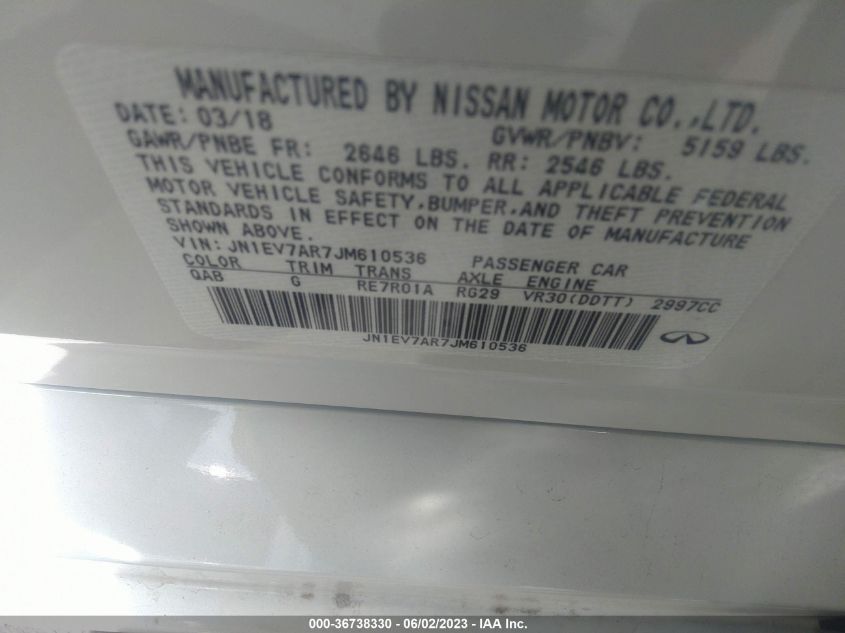 MANUFACTURED BY NISSAN MOTOR CO.,LTD.
DATE: 03/18 GVWR/PNBV: 5159 LBS.
GAWR/PNBE FR: 2646 LBS. RR: 2546 LBS.
THIS VEHICLE CONFORMS TO ALL APPLICABLE FEDERAL
MOTOR VEHICLE SAFETY,BUMPER,AND THEFT PREVENTION
STANDARDS IN EFFECT ON THE DATE OF MANUFACTURE
SHOWN ABOVE.
VIN: JN1EV7AR7JM610536 PASSENGER CAR
COLOR TRIM TRANS AXLE ENGINE
QAB G RE7R01A RG29 VR30(DDTT) 2997CC
JN1EV7AR7JM610536
000-36738330 - 06/02/2023 - IAA Inc.